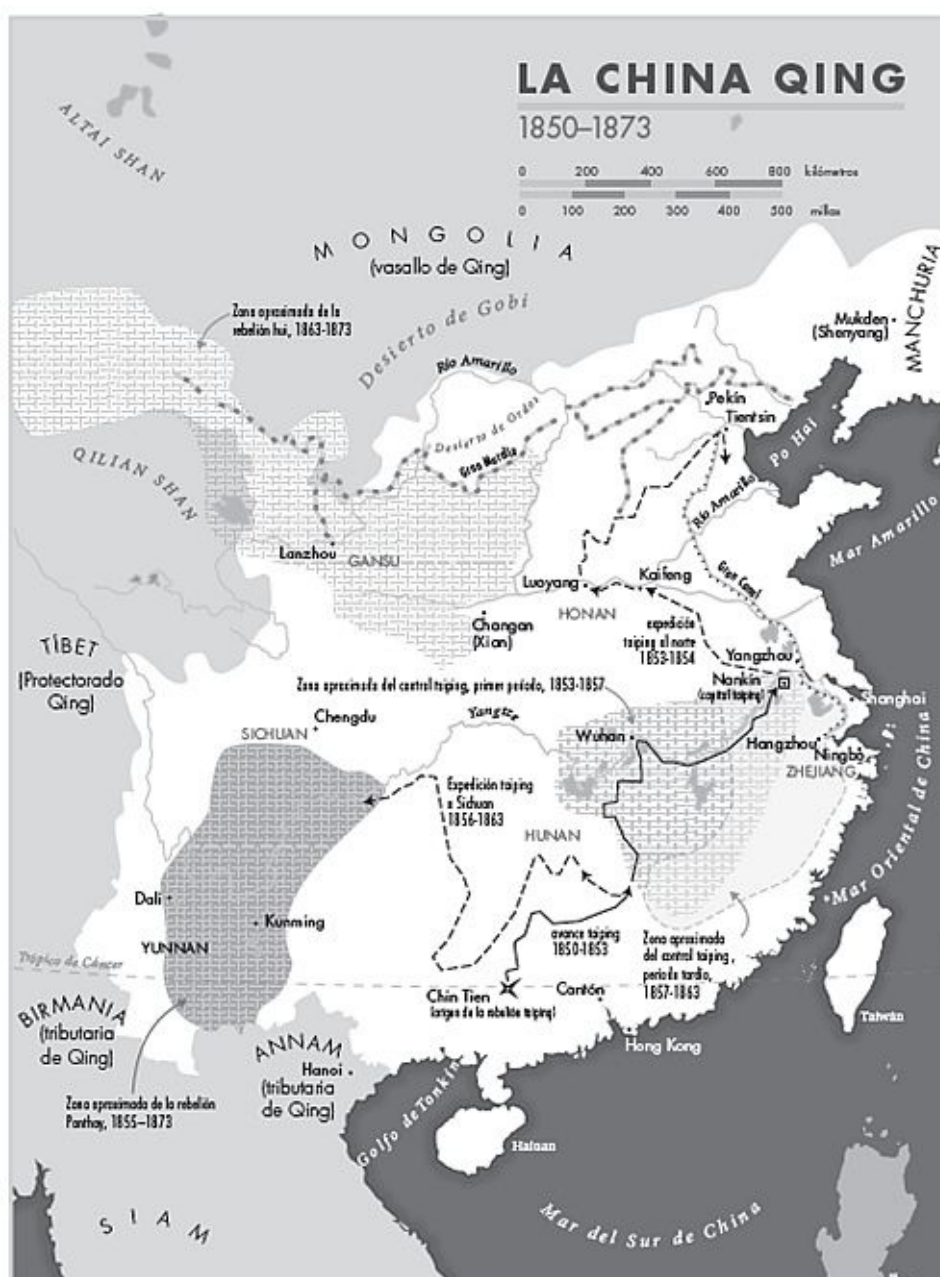 LA CHINA QING
1850–1873
0 200 400 600 800 kilómetros
0 100 200 300 400 500 millas
ALTAI SHAN
MONGOLIA
(vasallo de Qing)
MANCHURIA
Mukden
(Shenyang)
Zona aproximada de la
rebelión hui, 1863-1873
Desierto de Gobi
Río Amarillo
Desierto de Ordos
Gran Muralla
Pekín
Tientsin
Po Hai
QILIAN SHAN
Río Amarillo
Mar Amarillo
Lanzhou
GANSU
Luoyang
Kaifeng
Gran Canal
HONAN
Changan
(Xian)
expedición
taiping al norte
1853-1854
TÍBET
(Protectorado
Qing)
Yangzhou
Zona aproximada del control taiping, primer período, 1853-1857
Nankín
(capital taiping)
Shanghai
Chengdu
SICHUAN
Yangtze
Wuhan
Hangzhou
Ningbo
ZHEJIANG
Expedición taiping
a Sichuan
1856-1863
HUNAN
Mar Oriental de China
Dali
Kunming
YUNNAN
avance taiping
1850-1853
Zona aproximada
del control taiping,
período tardío,
1857-1863
Trópico de Cáncer
Chin Tien
(origen de la rebelión taiping)
Cantón
Taiwán
BIRMANIA
(tributaria
de Qing)
ANNAM
Hanoi
(tributaria
de Qing)
Hong Kong
Zona aproximada de la rebelión
Panthay, 1855–1873
Golfo de Tonkín
Hainan
SIAM
Mar del Sur de China